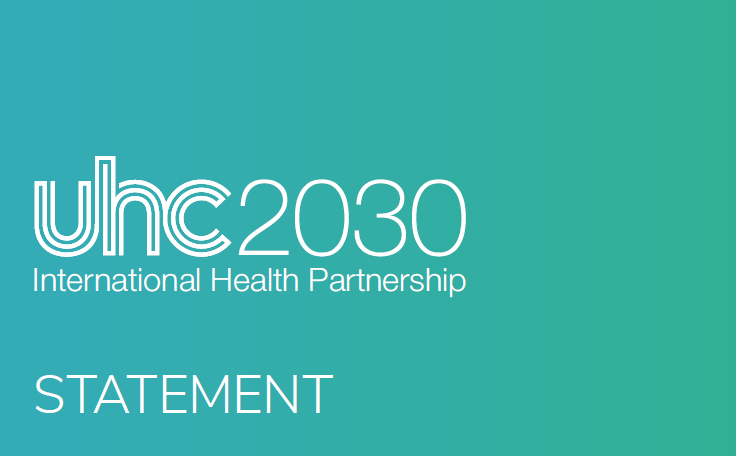 uhc2030
International Health Partnership
STATEMENT